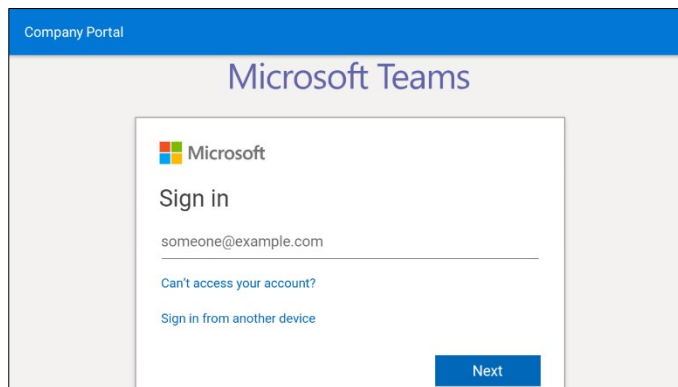 Company Portal
Microsoft Teams
Microsoft
Sign in
someone@example.com
Can't access your account?
Sign in from another device
Next